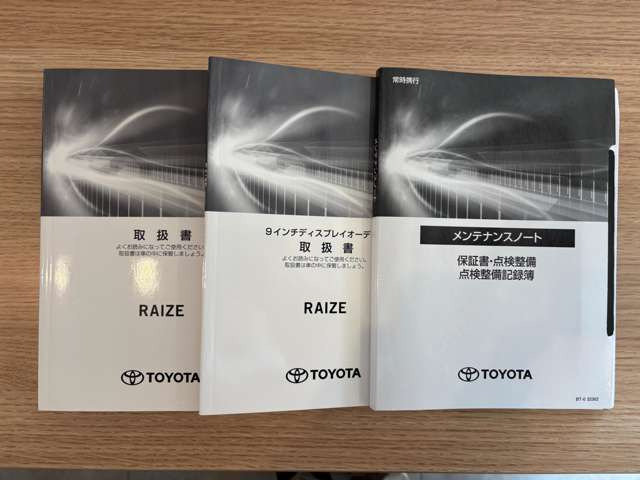 取扱書
よくお読みになってご使用ください。
取扱書は車の中に保管しましょう。
RAIZE
TOYOTA
9インチディスプレイオーデ
取扱書
よくお読みになってご使用ください。
取扱書は車の中に保管しましょう。
RAIZE
TOYOTA
常時携行
メンテナンスノート
保証書・点検整備
点検整備記録簿
TOYOTA